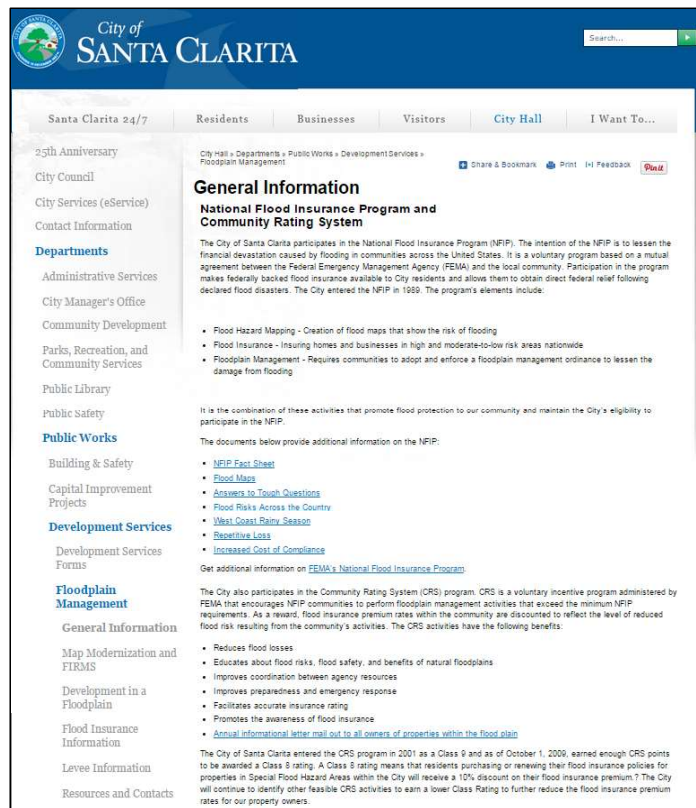 City of
SANTA CLARITA
Search...
Santa Clarita 24/7
Residents
Businesses
Visitors
City Hall
I Want To...
25th Anniversary
City Council
City Services (eService)
Contact Information
Departments
Administrative Services
City Manager's Office
Community Development
Parks, Recreation, and
Community Services
Public Library
Public Safety
Public Works
Building & Safety
Capital Improvement
Projects
Development Services
Development Services
Forms
Floodplain
Management
General Information
Map Modernization and
FIRMS
Development in a
Floodplain
Flood Insurance
Information
Levee Information
Resources and Contacts
City Hall » Departments » Public Works » Development Services »
Floodplain Management
Share & Bookmark
Print
Feedback
Pin it
General Information
National Flood Insurance Program and
Community Rating System
The City of Santa Clarita participates in the National Flood Insurance Program (NFIP). The intention of the NFIP is to lessen the
financial devastation caused by flooding in communities across the United States. It is a voluntary program based on a mutual
agreement between the Federal Emergency Management Agency (FEMA) and the local community. Participation in the program
makes federally backed flood insurance available to City residents and allows them to obtain direct federal relief following
declared flood disasters. The City entered the NFIP in 1989. The program's elements include:
• Flood Hazard Mapping - Creation of flood maps that show the risk of flooding
• Flood Insurance - Insuring homes and businesses in high and moderate-to-low risk areas nationwide
• Floodplain Management - Requires communities to adopt and enforce a floodplain management ordinance to lessen the
damage from flooding
It is the combination of these activities that promote flood protection to our community and maintain the City's eligibility to
participate in the NFIP.
The documents below provide additional information on the NFIP:
• NFIP Fact Sheet
• Flood Maps
• Answers to Tough Questions
• Flood Risks Across the Country
• West Coast Rainy Season
• Repetitive Loss
• Increased Cost of Compliance
Get additional information on FEMA's National Flood Insurance Program.
The City also participates in the Community Rating System (CRS) program. CRS is a voluntary incentive program administered by
FEMA that encourages NFIP communities to perform floodplain management activities that exceed the minimum NFIP
requirements. As a reward, flood insurance premium rates within the community are discounted to reflect the level of reduced
flood risk resulting from the community's activities. The CRS activities have the following benefits:
• Reduces flood losses
• Educates about flood risks, flood safety, and benefits of natural floodplains
• Improves coordination between agency resources
• Improves preparedness and emergency response
• Facilitates accurate insurance rating
• Promotes the awareness of flood insurance
• Annual informational letter mail out to all owners of properties within the flood plain
The City of Santa Clarita entered the CRS program in 2001 as a Class 9 and as of October 1, 2009, earned enough CRS points
to be awarded a Class 8 rating. A Class 8 rating means that residents purchasing or renewing their flood insurance policies for
properties in Special Flood Hazard Areas within the City will receive a 10% discount on their flood insurance premium.? The City
will continue to identify other feasible CRS activities to earn a lower Class Rating to further reduce the flood insurance premium
rates for our property owners.